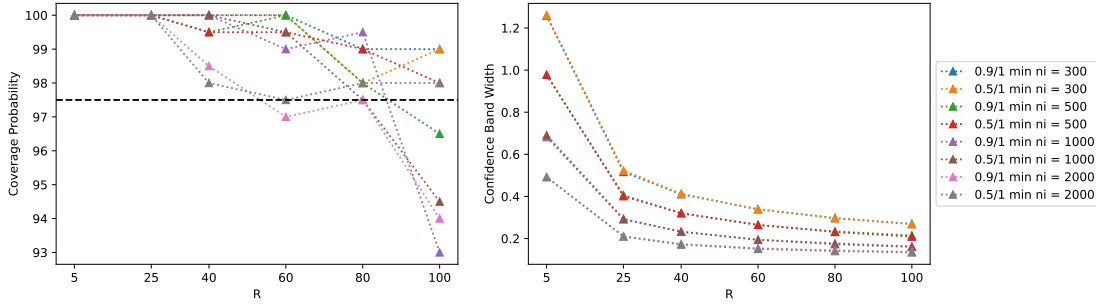 100
99
98
97
96
95
94
93
Coverage Probability
5
25
40
60
80
100
R
1.2
1.0
0.8
0.6
0.4
0.2
Confidence Band Width
5
25
40
60
80
100
R
0.9/1 min ni = 300
0.5/1 min ni = 300
0.9/1 min ni = 500
0.5/1 min ni = 500
0.9/1 min ni = 1000
0.5/1 min ni = 1000
0.9/1 min ni = 2000
0.5/1 min ni = 2000